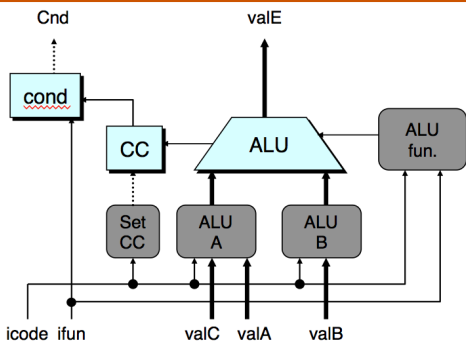 Cnd
valE
cond
CC
ALU
ALU
fun.
Set
CC
ALU
A
ALU
B
icode
ifun
valC
valA
valB